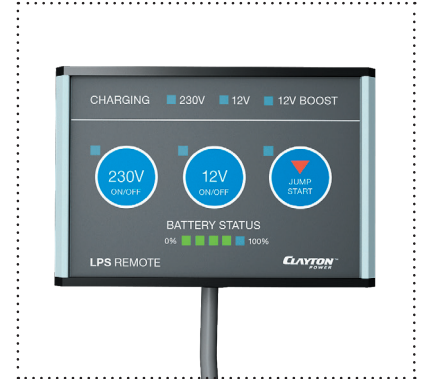 CHARGING 230V 12V 12V BOOST
230V
ON/OFF
12V
ON/OFF
JUMP
START
BATTERY STATUS
0% 100%
LPS REMOTE
CLAYTON™
POWER